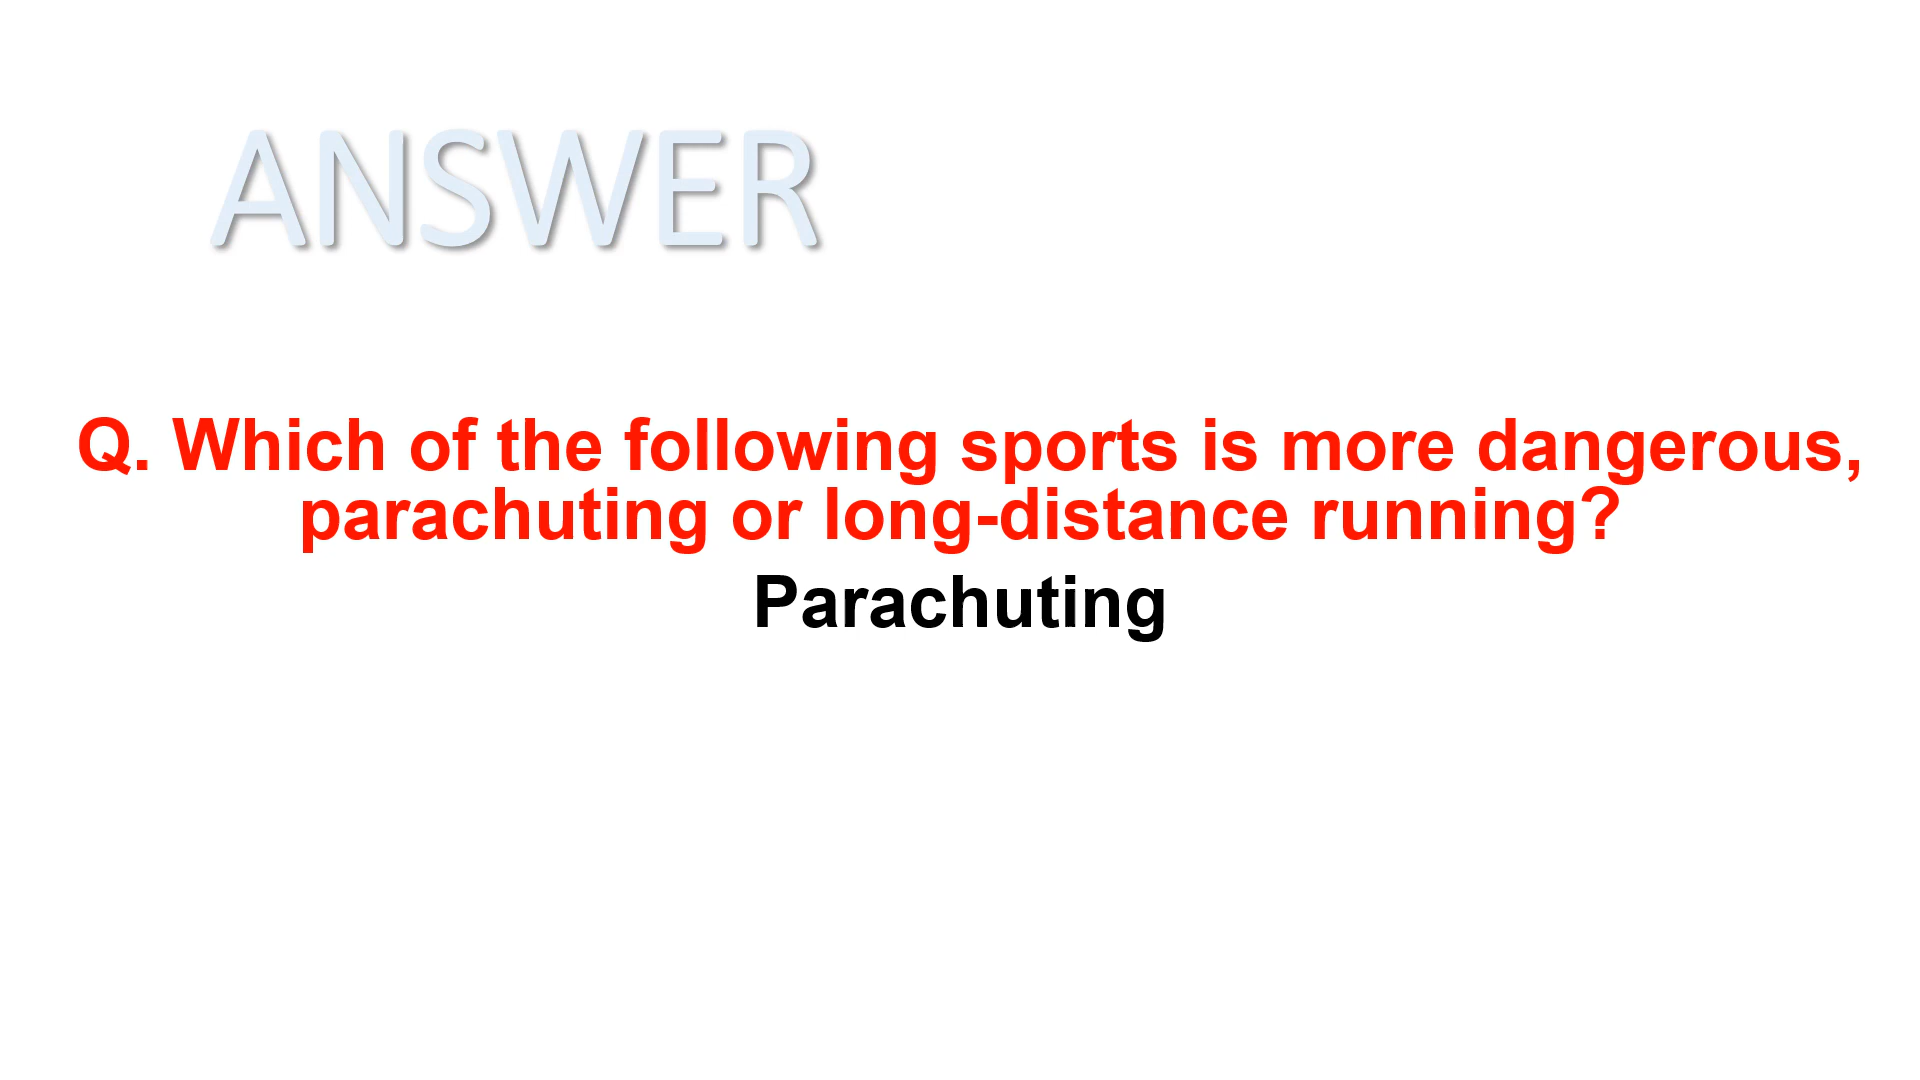 ANSWER
Q. Which of the following sports is more dangerous,
parachuting or long-distance running?
Parachuting